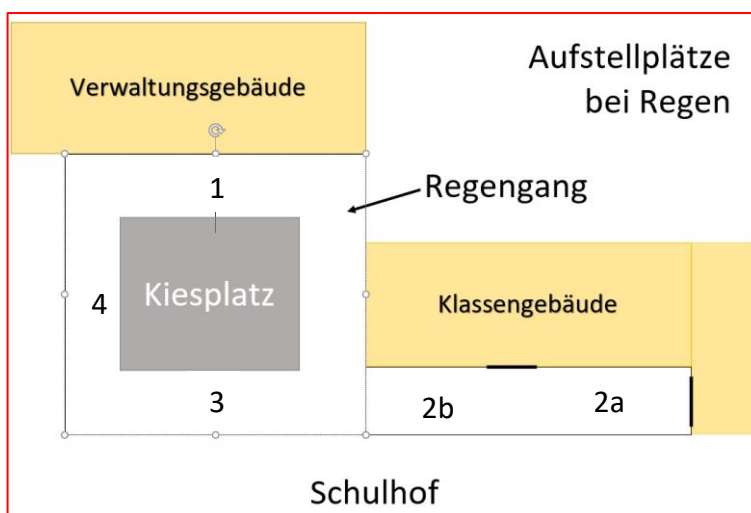 Aufstellplätze
bei Regen
Verwaltungsgebäude
1
Regengang
4
Kiesplatz
Klassengebäude
3
2b
2a
Schulhof